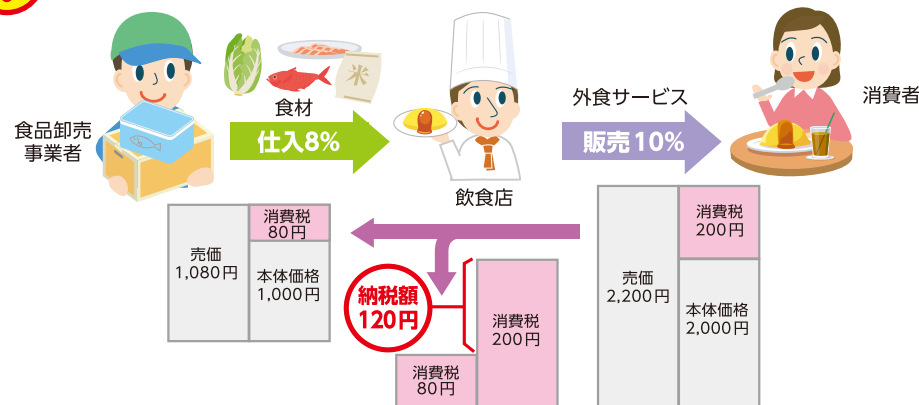 米
食材
食品卸売
事業者
仕入8%
飲食店
外食サービス
販売10%
消費者
売価
1,080円
消費税
80円
本体価格
1,000円
納税額
120円
消費税
200円
消費税
80円
売価
2,200円
消費税
200円
本体価格
2,000円